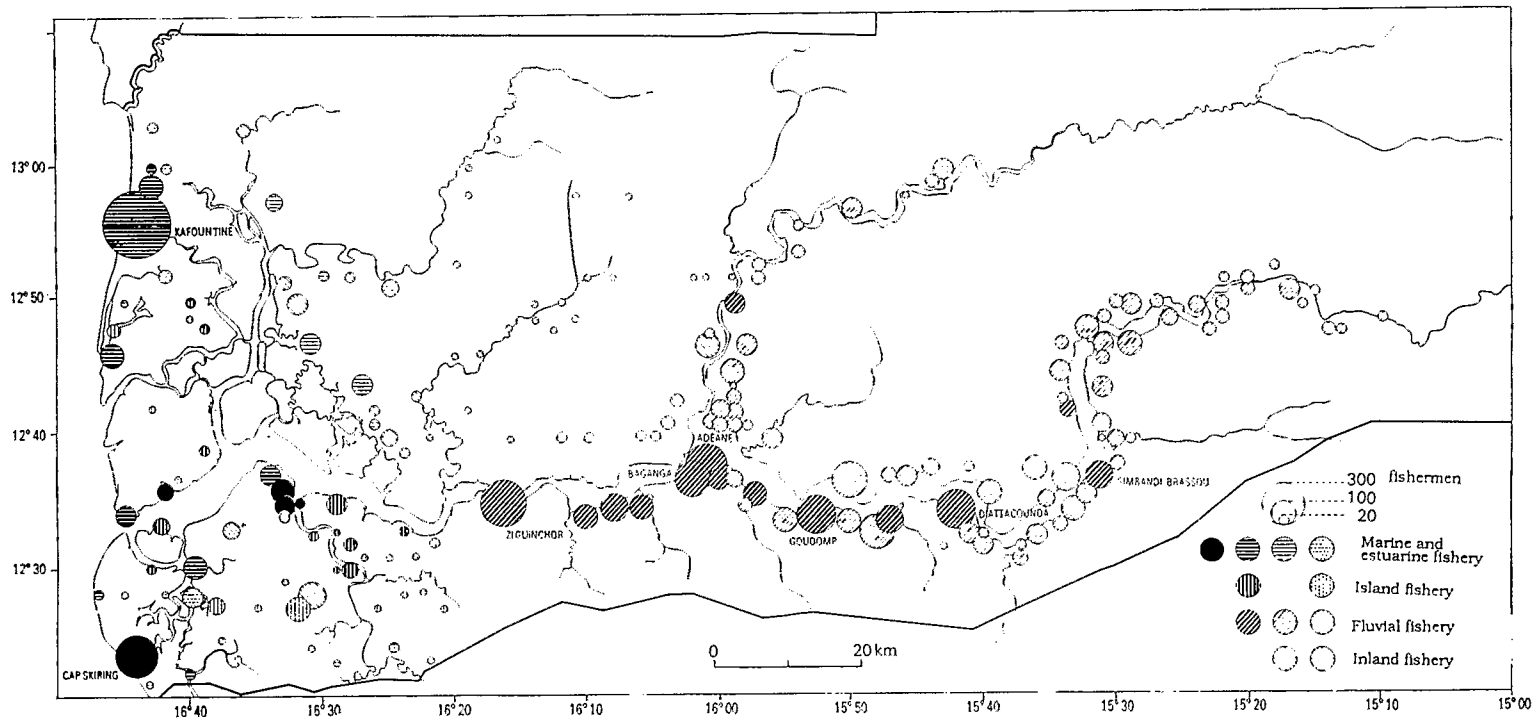 13°00
KAFOUNTINE
12°50
12°40
ADEANE
BAGANGA
SIMBANDI BRASSOU
ZIGUINCHOR
GOUDOMP
DIATTACOUNDA
300 fishermen
100
20
Marine and
estuarine fishery
12°30
Island fishery
Fluvial fishery
0 20 km
Inland fishery
CAP SKIRING
16°40 16°30 16°20 16°10 16°00 15°50 15°40 15°30 15°20 15°10 15°00